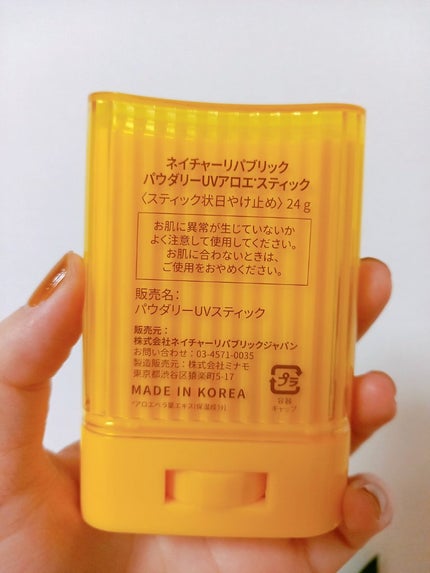 ネイチャーリパブリック
パウダリーUVアロエ*スティック
〈スティック状日やけ止め〉24g
お肌に異常が生じていないか
よく注意して使用してください。
お肌に合わないときは、
ご使用をおやめください。
販売名：
パウダリーUVスティック
販売元：
株式会社ネイチャーリパブリックジャパン
お問い合わせ：03-4571-0035
製造販売元：株式会社ミナモ
東京都渋谷区猿楽町5-17
MADE IN KOREA
*アロエベラ葉エキス(保湿成分)
プラ
容器
キャップ